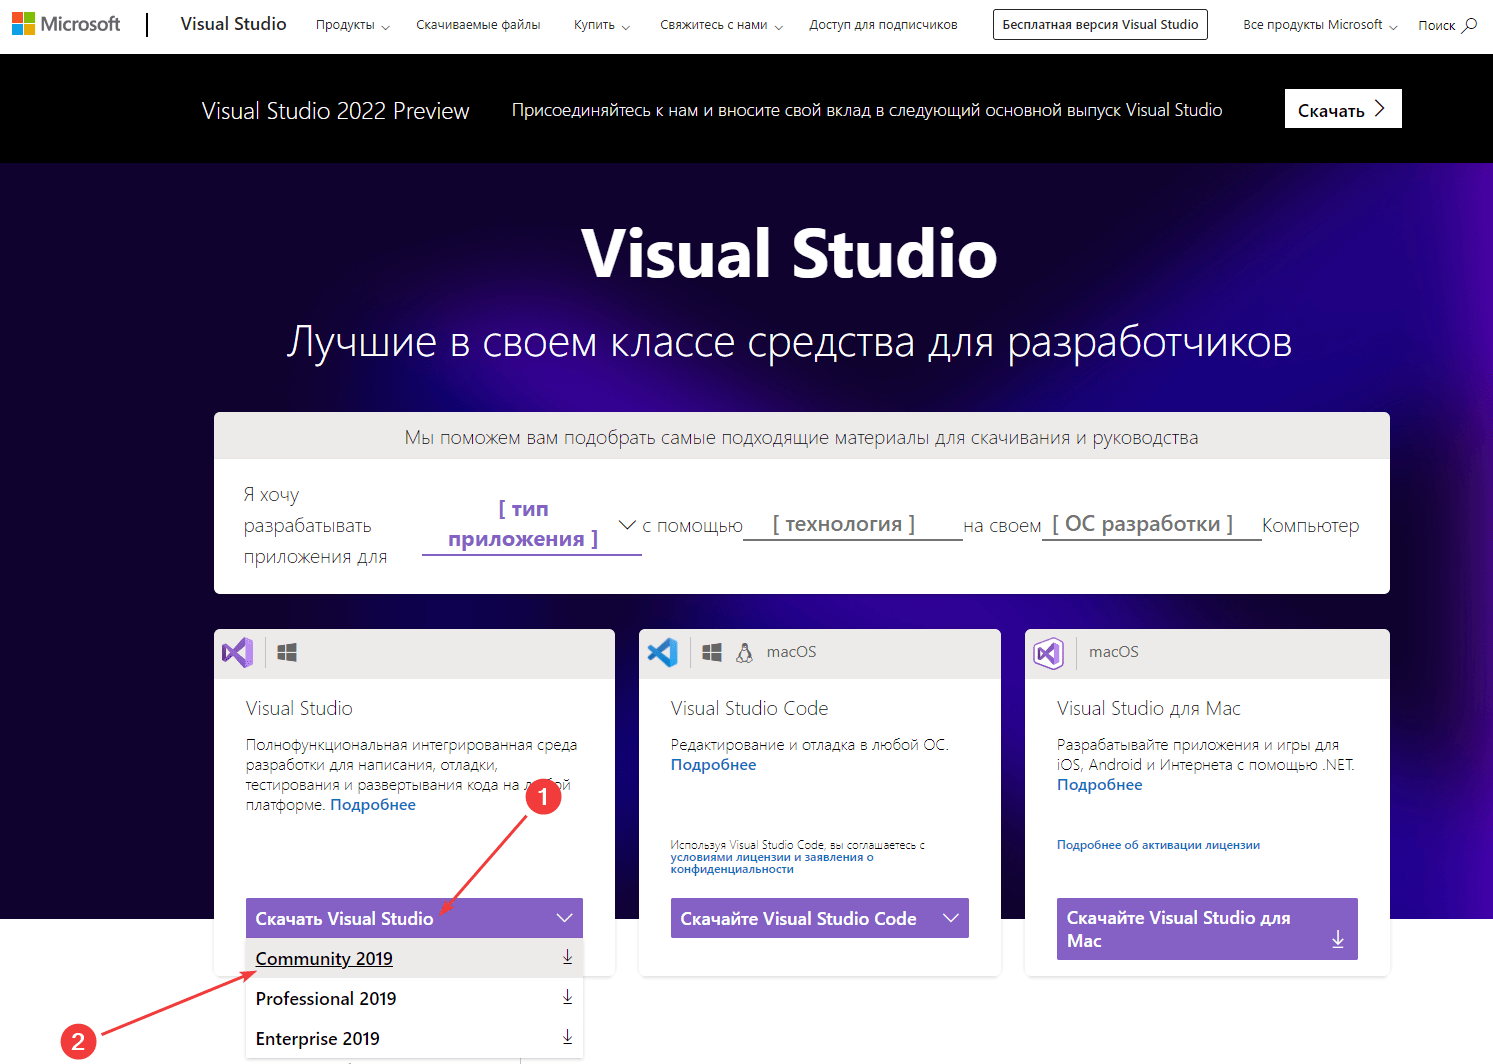 Microsoft
Visual Studio
Продукты
Скачиваемые файлы
Купить
Свяжитесь с нами
Доступ для подписчиков
Бесплатная версия Visual Studio
Все продукты Microsoft
Поиск
Visual Studio 2022 Preview
Присоединяйтесь к нам и вносите свой вклад в следующий основной выпуск Visual Studio
Скачать
Visual Studio
Лучшие в своем классе средства для разработчиков
Мы поможем вам подобрать самые подходящие материалы для скачивания и руководства
Я хочу
разрабатывать
приложения для
[ тип
приложения ]
с помощью
[ технология ]
на своем
[ ОС разработки ]
Компьютер
Visual Studio
Полнофункциональная интегрированная среда
разработки для написания, отладки,
тестирования и развертывания кода на
платформе. Подробнее
1
Скачать Visual Studio
Community 2019
Professional 2019
Enterprise 2019
2
macOS
Visual Studio Code
Редактирование и отладка в любой ОС.
Подробнее
Используя Visual Studio Code, вы соглашаетесь с
условиями лицензии и заявления о
конфиденциальности
Скачайте Visual Studio Code
macOS
Visual Studio для Mac
Разрабатывайте приложения и игры для
iOS, Android и Интернета с помощью .NET.
Подробнее
Подробнее об активации лицензии
Скачайте Visual Studio для
Mac